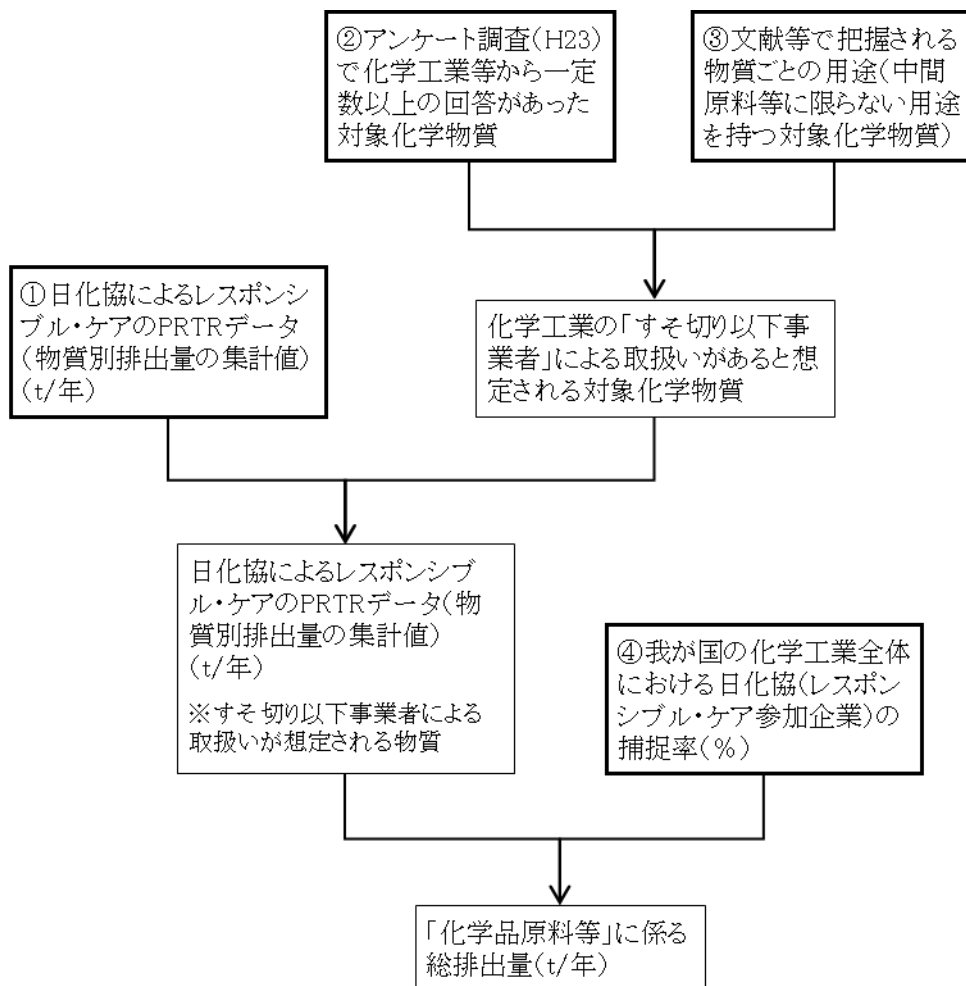 ②アンケート調査(H23)
で化学工業等から一定
数以上の回答があった
対象化学物質
③文献等で把握される
物質ごとの用途(中間
原料等に限らない用途
を持つ対象化学物質)
①日化協によるレスポンシ
ブル・ケアのPRTRデータ
(物質別排出量の集計値)
(t/年)
化学工業の「すそ切り以下事
業者」による取扱いがあると想
定される対象化学物質
日化協によるレスポンシブ
ル・ケアのPRTRデータ(物
質別排出量の集計値)
(t/年)
※すそ切り以下事業者による
取扱いが想定される物質
④我が国の化学工業全体
における日化協(レスポン
シブル・ケア参加企業)の
捕捉率(%)
「化学品原料等」に係る
総排出量(t/年)